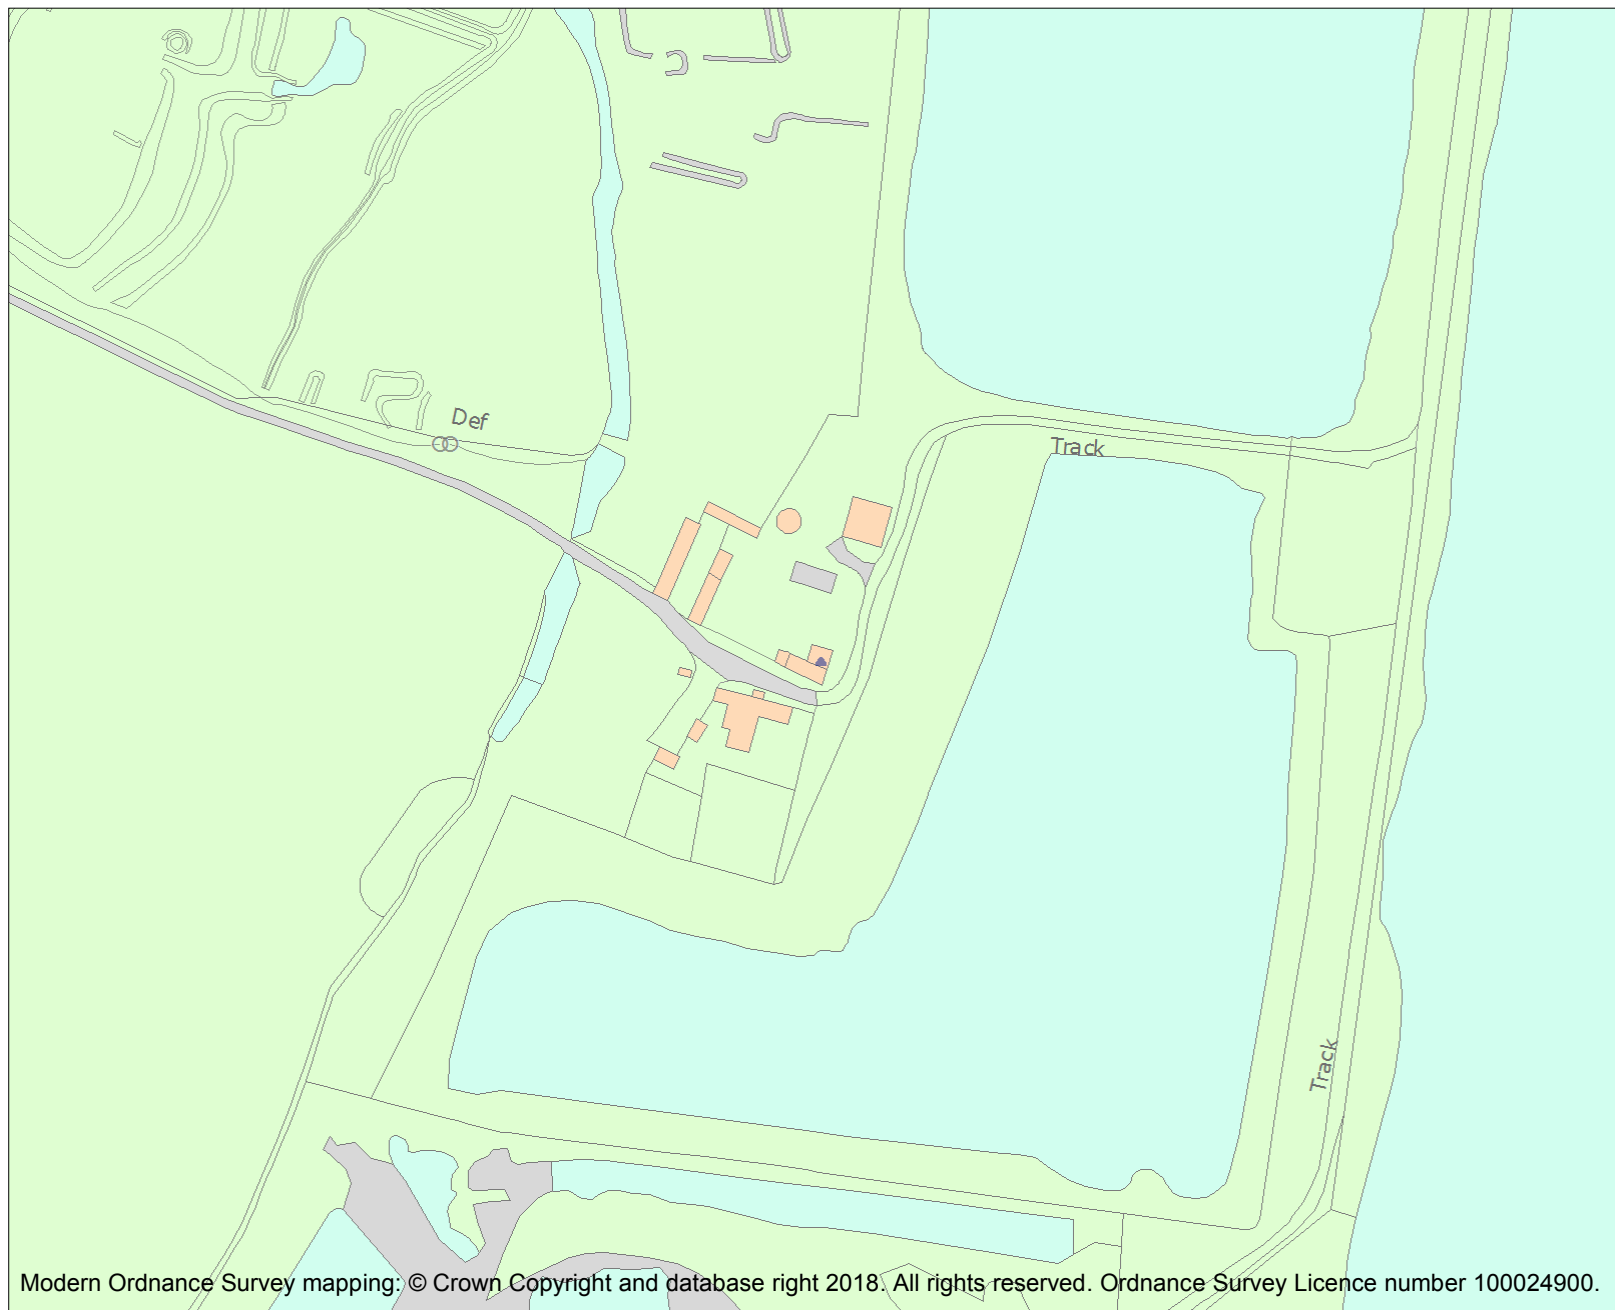 Def
Track
Track
Modern Ordnance Survey mapping: © Crown Copyright and database right 2018. All rights reserved. Ordnance Survey Licence number 100024900.